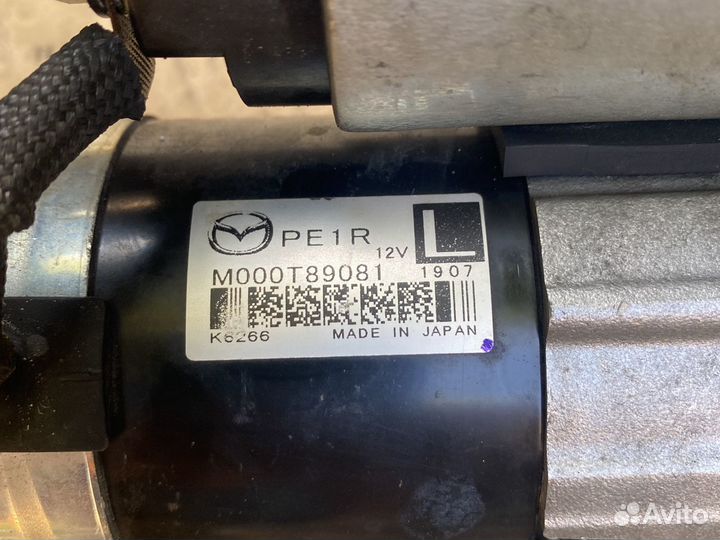 PE1R
12V
L
M000T89081 1907
K6266 MADE IN JAPAN
Avito